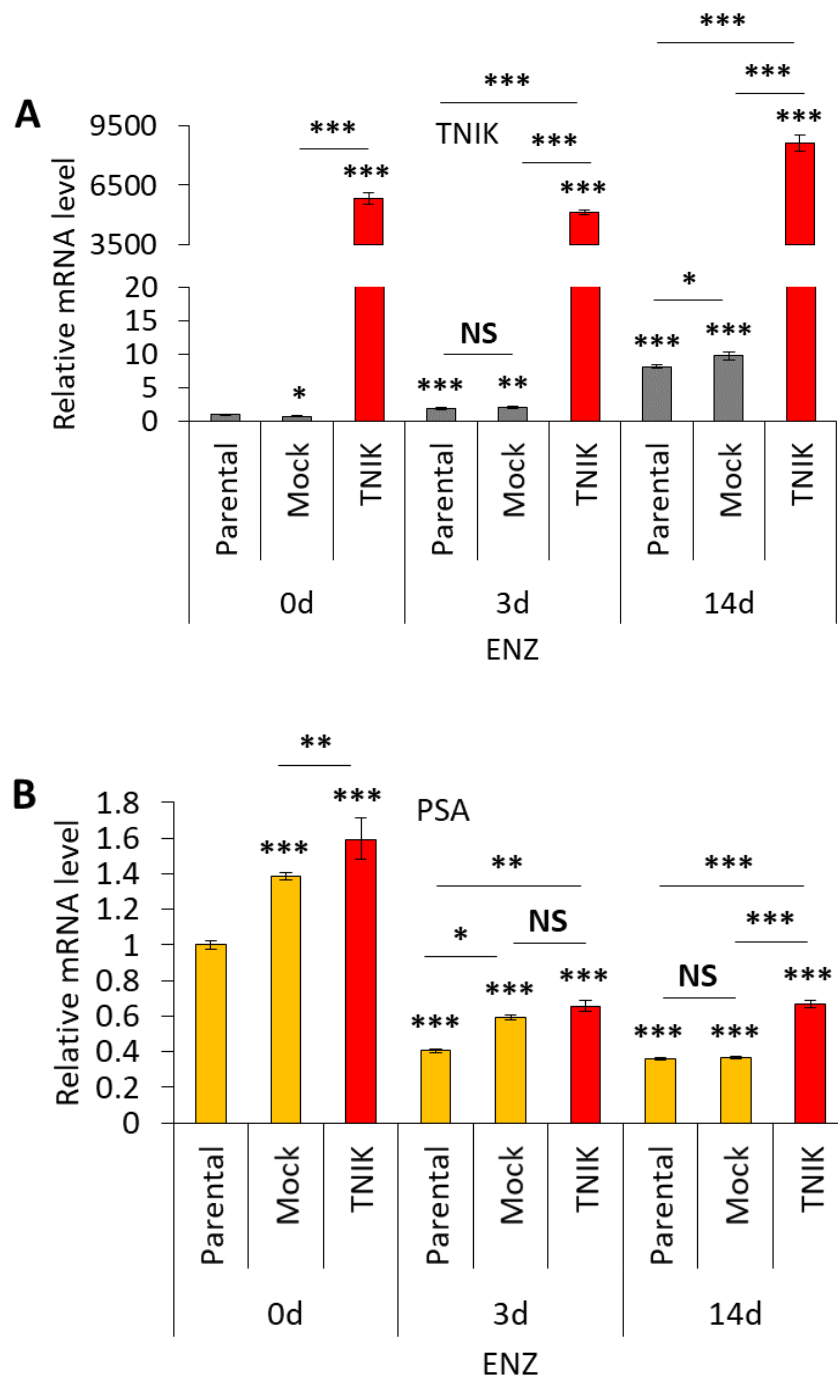 ***
*** ***
A *** TNIK *** ***
9500 *** ***
6500
3500
Relative mRNA level
20 *
15 NS *** ***
10 *** **
5 *
0
Parental Mock TNIK Parental Mock TNIK Parental Mock TNIK
0d 3d 14d
ENZ
**
B *** PSA
1.8 *** ** ***
1.6 * NS ***
1.4 *** *** NS ***
1.2 *** *** ***
1
0.8
0.6
0.4
0.2
0
Relative mRNA level
Parental Mock TNIK Parental Mock TNIK Parental Mock TNIK
0d 3d 14d
ENZ